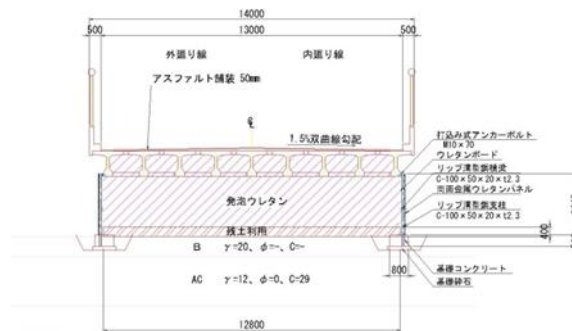 14000
500 13000 500
外廻り線 内廻り線
アスファルト舗装 50mm
℄
1.5%双曲線勾配
打込み式アンカーボルト
M10×70
ウレタンボード
リップ溝型鋼横梁
C-100×50×20×t2.3
両面金属ウレタンパネル
リップ溝型鋼支柱
C-100×50×20×t2.3
発泡ウレタン
残土利用
400
B γ=20、φ=-、C=-
800
基礎コンクリート
基礎砕石
AC γ=12、φ=0、C=29
12800